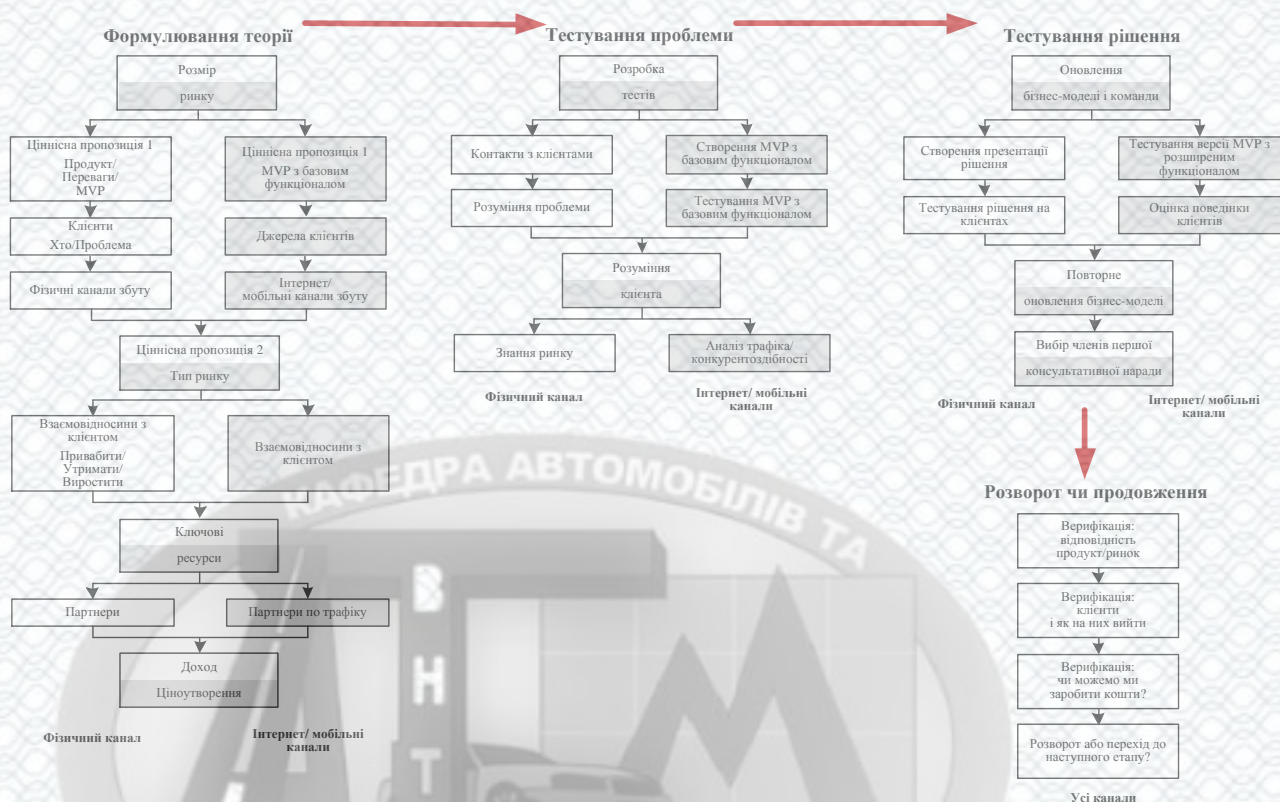 Формулювання теорії
Розмір
ринку
Ціннісна пропозиція 1
Продукт/
Переваги/
MVP
Ціннісна пропозиція 1
MVP з базовим
функціоналом
Клієнти
Хто/Проблема
Джерела клієнтів
Фізичні канали збуту
Інтернет/
мобільні канали збуту
Ціннісна пропозиція 2
Тип ринку
Взаємовідносини з
клієнтом
Привабити/
Утримати/
Виростити
Взаємовідносини з
клієнтом
Ключові
ресурси
Партнери
Партнери по трафіку
Доход
Ціноутворення
Фізичний канал
Інтернет/ мобільні
канали
Тестування проблеми
Розробка
тестів
Контакти з клієнтами
Створення MVP з
базовим функціоналом
Розуміння проблеми
Тестування MVP з
базовим функціоналом
Розуміння
клієнта
Знання ринку
Аналіз трафіка/
конкурентоздібності
Фізичний канал
Інтернет/ мобільні
канали
Тестування рішення
Оновлення
бізнес-моделі і команди
Створення презентації
рішення
Тестування версії MVP з
розширеним
функціоналом
Тестування рішення на
клієнтах
Оцінка поведінки
клієнтів
Повторне
оновлення бізнес-моделі
Вибір членів першої
консультативної наради
Фізичний канал
Інтернет/ мобільні
канали
Розворот чи продовження
Верифікація:
відповідність
продукт/ринок
Верифікація:
клієнти
і як на них вийти
Верифікація:
чи можемо ми
заробити кошти?
Розворот або перехід до
наступного етапу?
Усі канали
КАФЕДРА АВТОМОБІЛІВ ТА
ВНТ